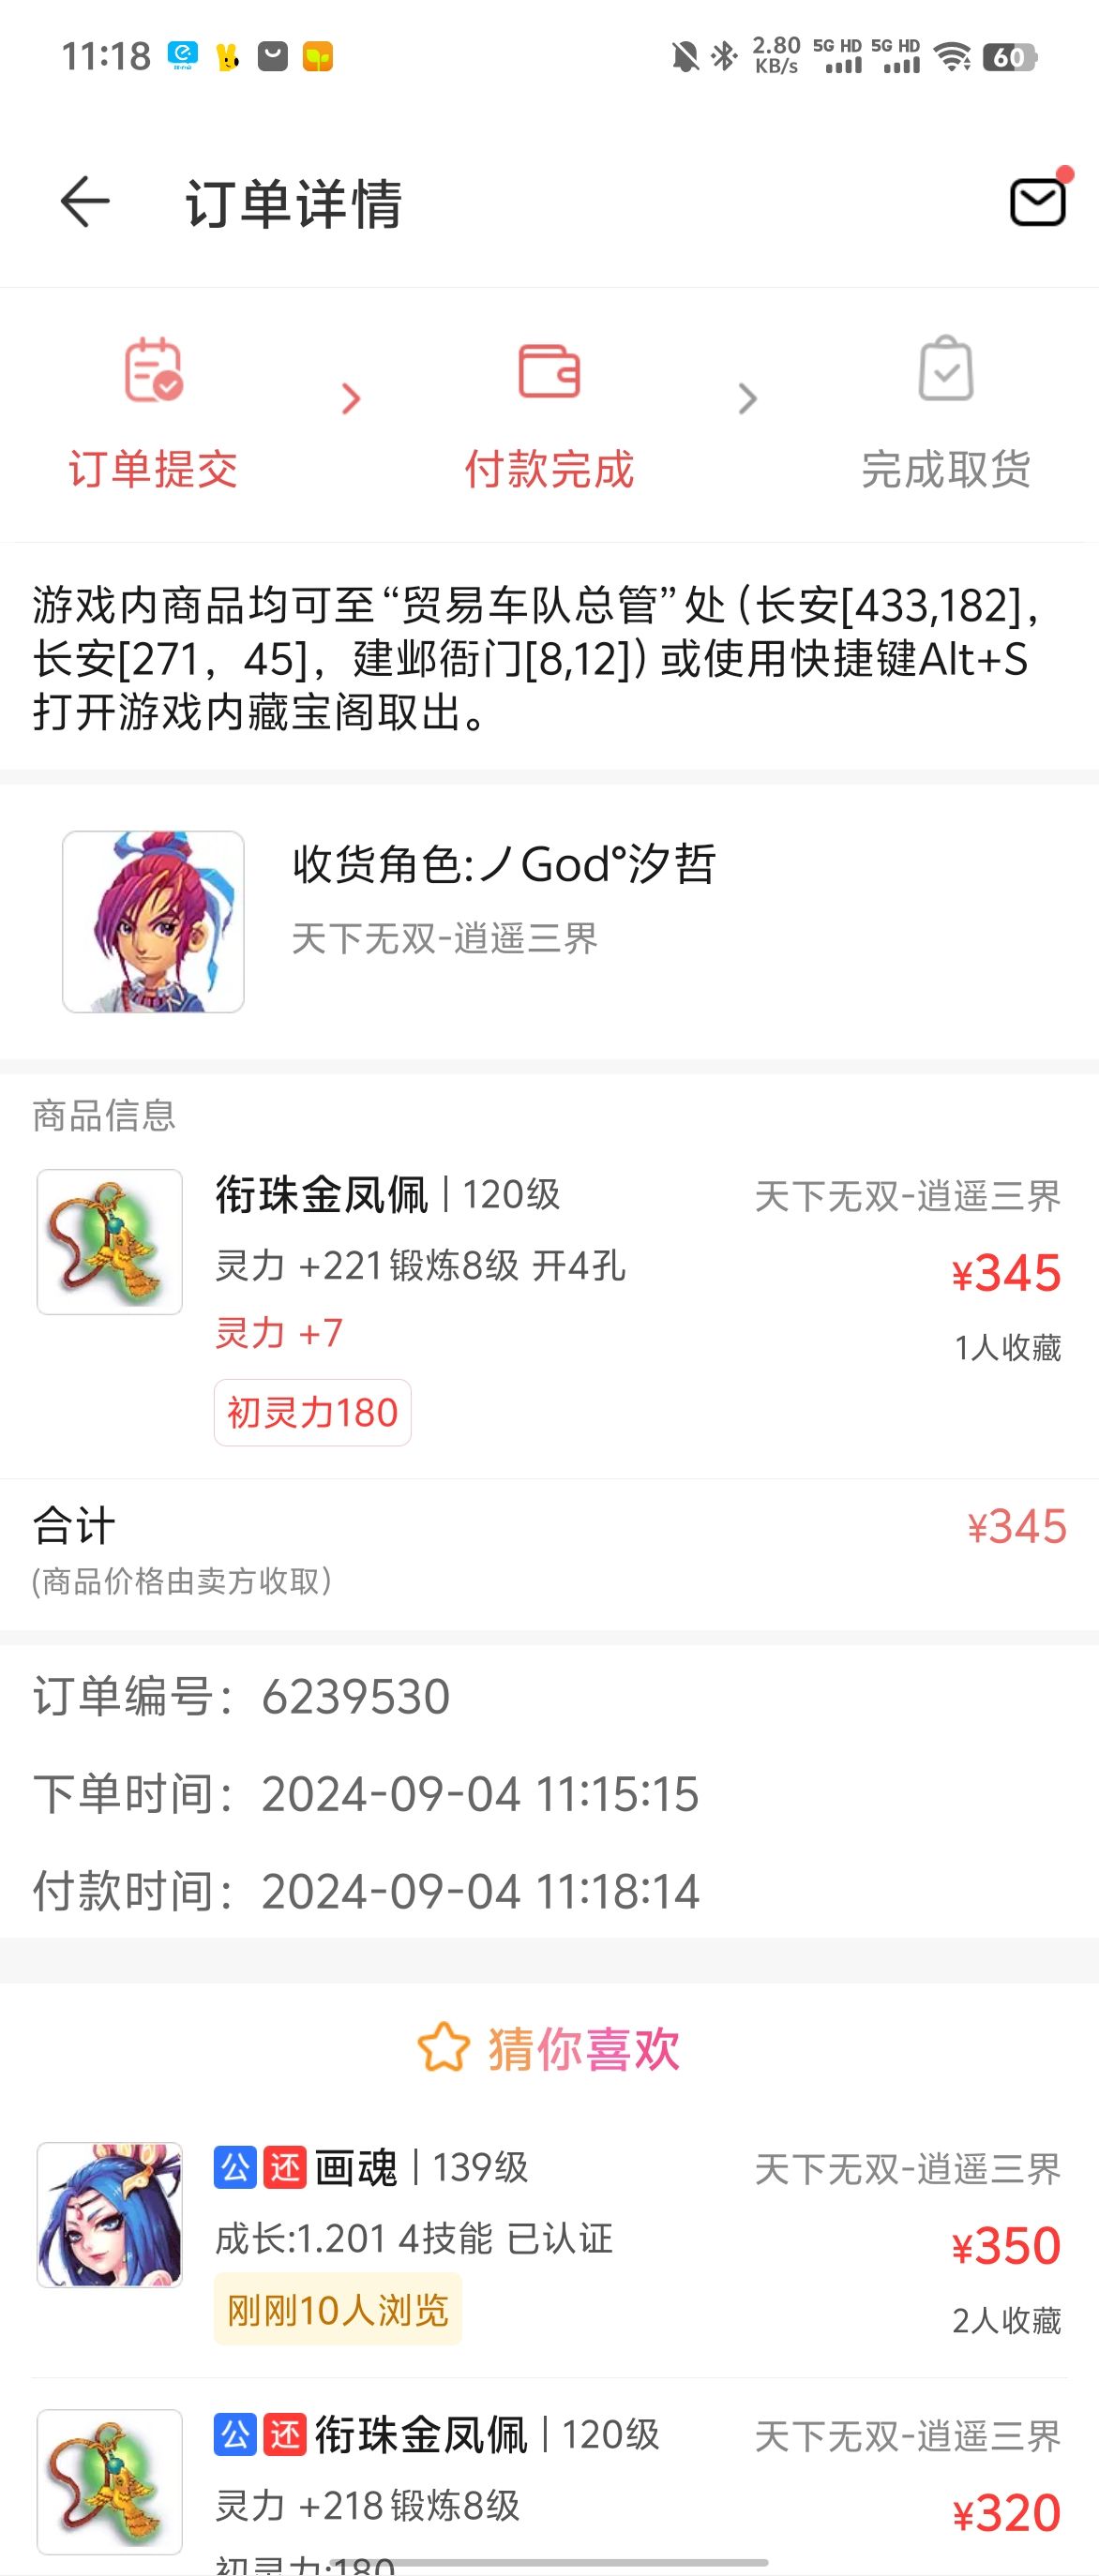 11:18
2.80 KB/s 5G HD 5G HD 60
订单详情
订单提交
付款完成
完成取货
游戏内商品均可至“贸易车队总管”处(长安[433,182],
长安[271，45]，建邺衙门[8,12])或使用快捷键Alt+S
打开游戏内藏宝阁取出。
收货角色:ノGod°汐哲
天下无双-逍遥三界
商品信息
衔珠金凤佩 | 120级 天下无双-逍遥三界
灵力 +221 锻炼8级 开4孔
¥345
灵力 +7
1人收藏
初灵力180
合计 ¥345
(商品价格由卖方收取)
订单编号：6239530
下单时间：2024-09-04 11:15:15
付款时间：2024-09-04 11:18:14
猜你喜欢
公 还 画魂 | 139级 天下无双-逍遥三界
成长:1.201 4技能 已认证
¥350
刚刚10人浏览
2人收藏
公 还 衔珠金凤佩 | 120级 天下无双-逍遥三界
灵力 +218 锻炼8级
¥320
初灵力:180